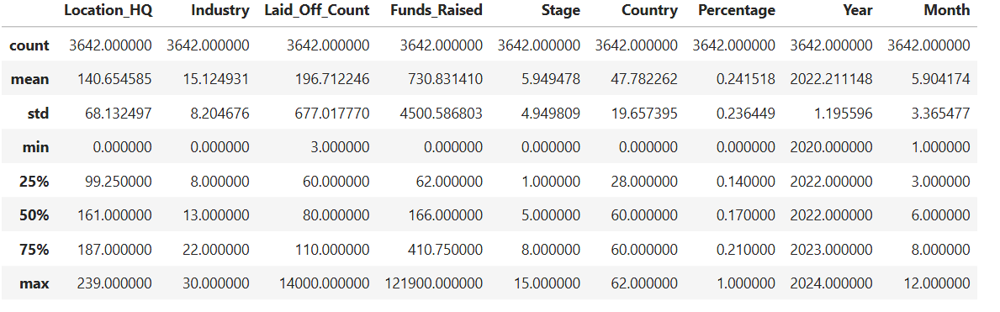 Location_HQ Industry Laid_Off_Count Funds_Raised Stage Country Percentage Year Month
count 3642.000000 3642.000000 3642.000000 3642.000000 3642.000000 3642.000000 3642.000000 3642.000000 3642.000000
mean 140.654585 15.124931 196.712246 730.831410 5.949478 47.782262 0.241518 2022.211148 5.904174
std 68.132497 8.204676 677.017770 4500.586803 4.949809 19.657395 0.236449 1.195596 3.365477
min 0.000000 0.000000 3.000000 0.000000 0.000000 0.000000 0.000000 2020.000000 1.000000
25% 99.250000 8.000000 60.000000 62.000000 1.000000 28.000000 0.140000 2022.000000 3.000000
50% 161.000000 13.000000 80.000000 166.000000 5.000000 60.000000 0.170000 2022.000000 6.000000
75% 187.000000 22.000000 110.000000 410.750000 8.000000 60.000000 0.210000 2023.000000 8.000000
max 239.000000 30.000000 14000.000000 121900.000000 15.000000 62.000000 1.000000 2024.000000 12.000000